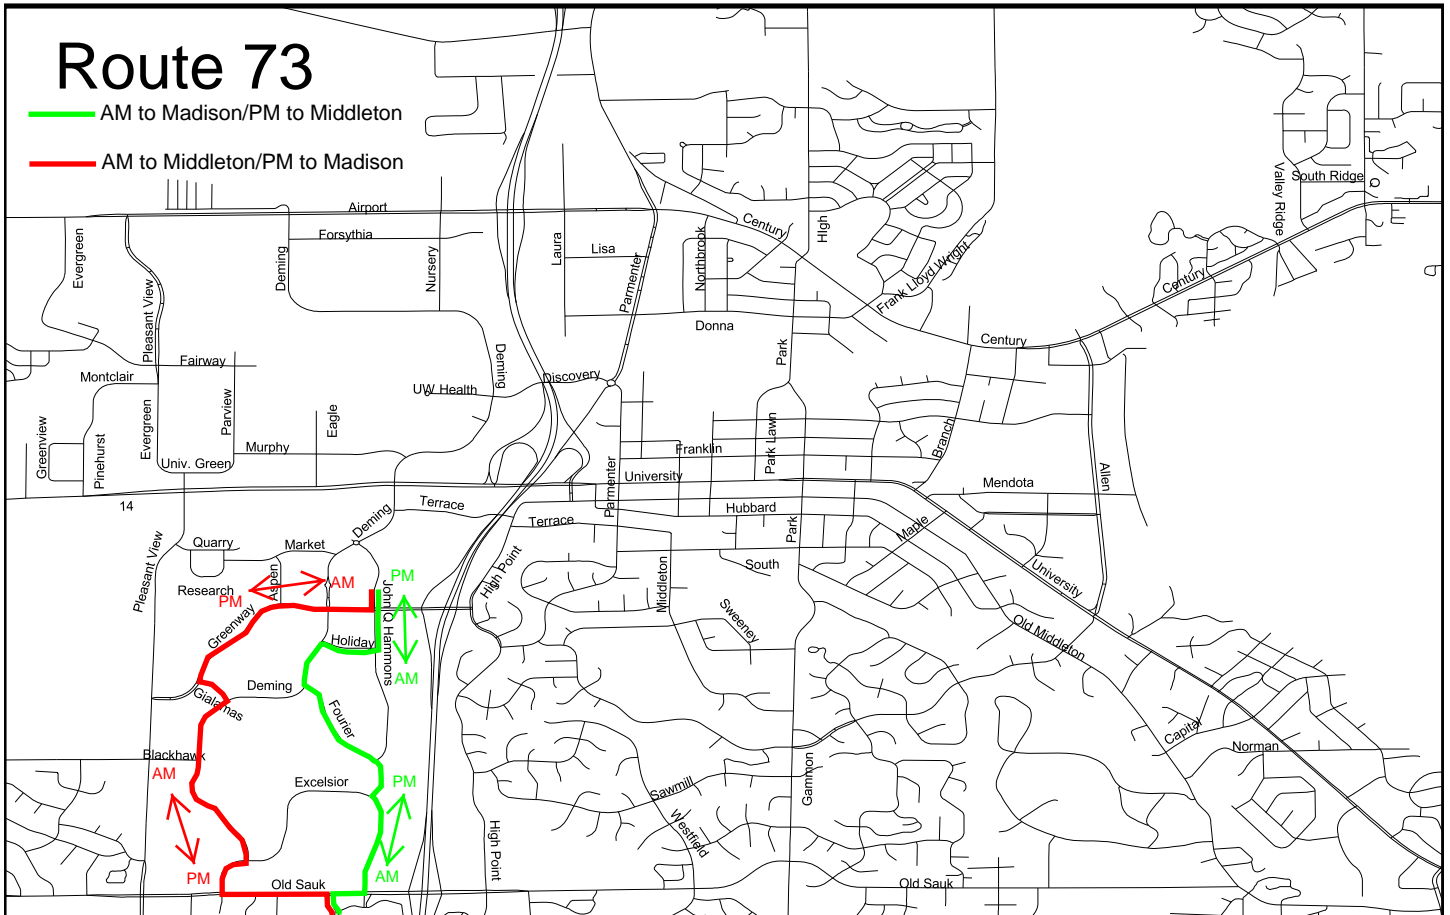 Route 73
AM to Madison/PM to Middleton
AM to Middleton/PM to Madison
South Ridge
Valley Ridge
Airport
Forsythia
Evergreen
Deming
Nursery
Laura
Lisa
Parmenter
Northbrook
Century
HIgh
Frank Lloyd Wright
Century
Pleasant View
Donna
Century
Park
Fairway
Montclair
Deming
Discovery
UW Health
Greenview
Pinehurst
Evergreen
Parview
Eagle
Murphy
Univ. Green
Franklin
Park Lawn
Branch
Allen
University
Parmenter
Mendota
14
Terrace
Deming
Terrace
Hubbard
Park
Maple
Quarry
Market
Pleasant View
High Point
South
University
Research
Aspen
AM
PM
PM
John Q Hammons
Middleton
Sweeney
Greenway
Holiday
Old Middleton
AM
Deming
Gialamas
Fourier
Capital
Norman
Blackhawk
AM
Excelsior
PM
Sawmill
Gammon
Westfield
High Point
PM
AM
Old Sauk
Old Sauk